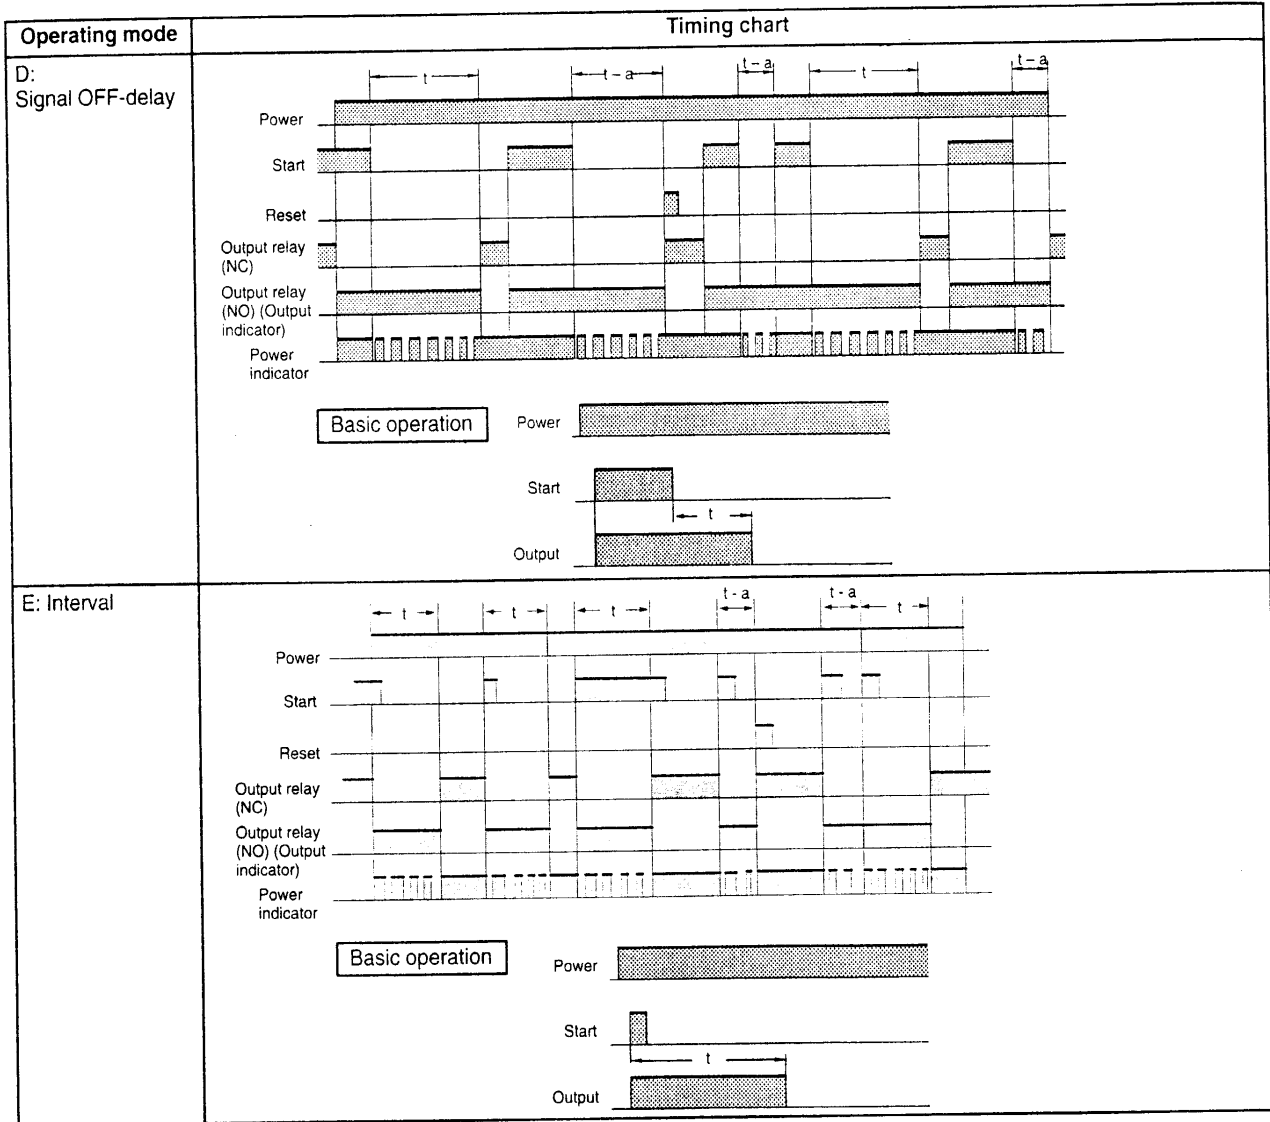 Operating mode
Timing chart
D:
Signal OFF-delay
t
t – a
t – a
t
t – a
Power
Start
Reset
Output relay
(NC)
Output relay
(NO) (Output
indicator)
Power
indicator
Basic operation
Power
Start
t
Output
E: Interval
t
t
t
t - a
t - a
t
Power
Start
Reset
Output relay
(NC)
Output relay
(NO) (Output
indicator)
Power
indicator
Basic operation
Power
Start
t
Output